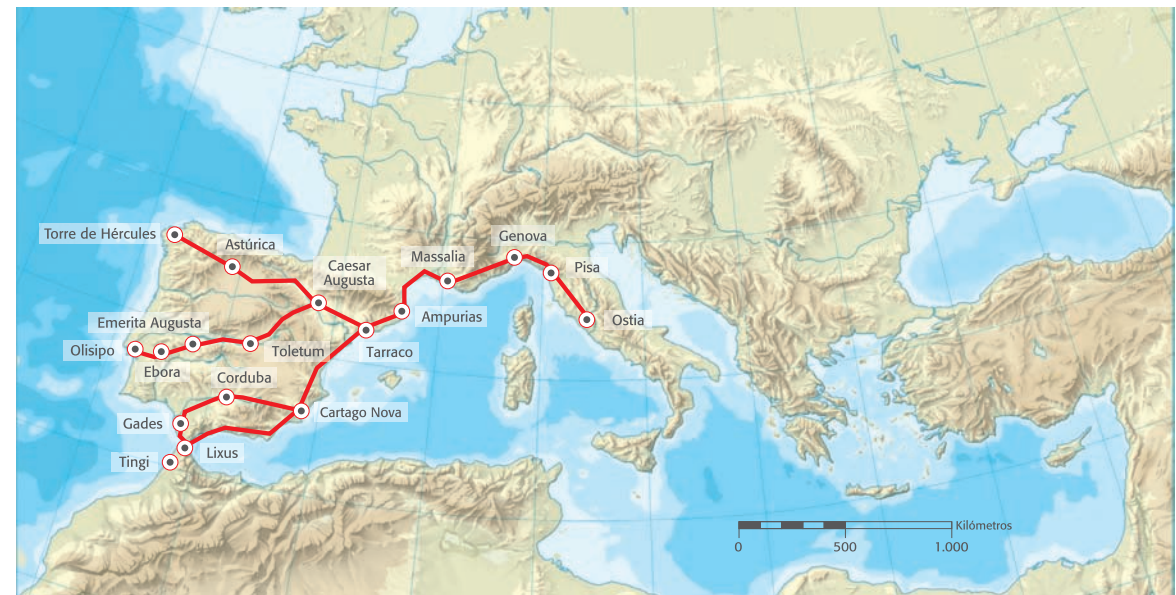 Torre de Hércules
Astúrica
Genova
Massalia
Caesar
Augusta
Pisa
Emerita Augusta
Ampurias
Ostia
Olisipo
Toletum
Tarraco
Ebora
Corduba
Cartago Nova
Gades
Lixus
Tingi
Kilómetros
0
500
1.000